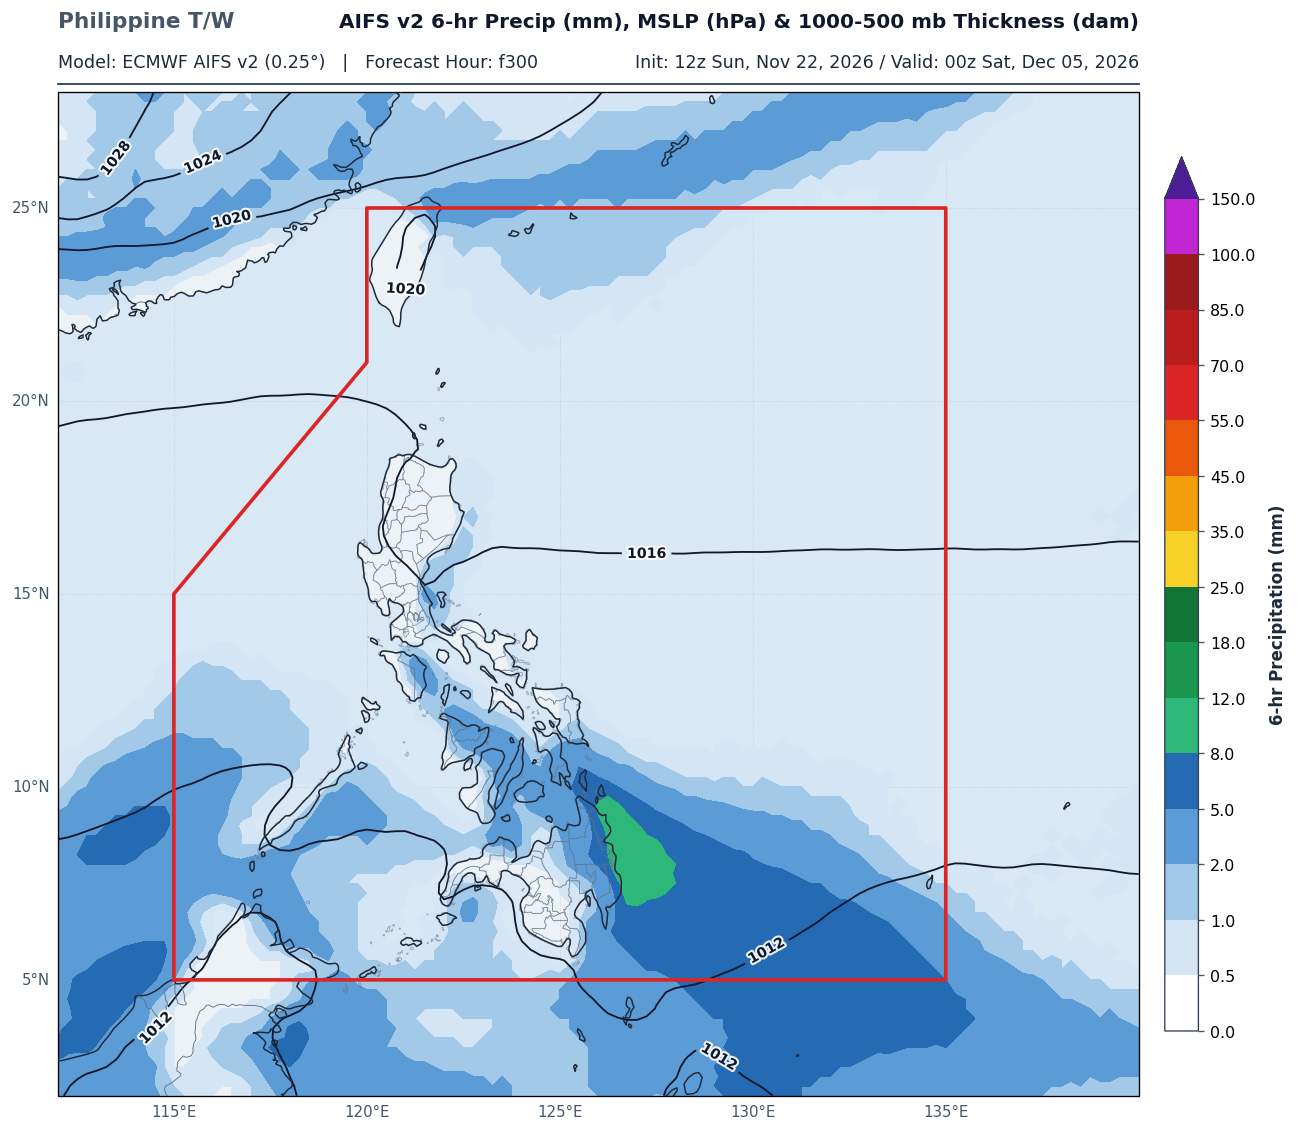 Philippine T/W
AIFS v2 6-hr Precip (mm), MSLP (hPa) & 1000-500 mb Thickness (dam)
Model: ECMWF AIFS v2 (0.25°)   |   Forecast Hour: f300
Init: 12z Sun, Nov 22, 2026 / Valid: 00z Sat, Dec 05, 2026
1028
1024
1020
1020
1016
1012
1012
1012
25°N
20°N
15°N
10°N
5°N
115°E
120°E
125°E
130°E
135°E
150.0
100.0
85.0
70.0
55.0
45.0
35.0
25.0
18.0
12.0
8.0
5.0
2.0
1.0
0.5
0.0
6-hr Precipitation (mm)